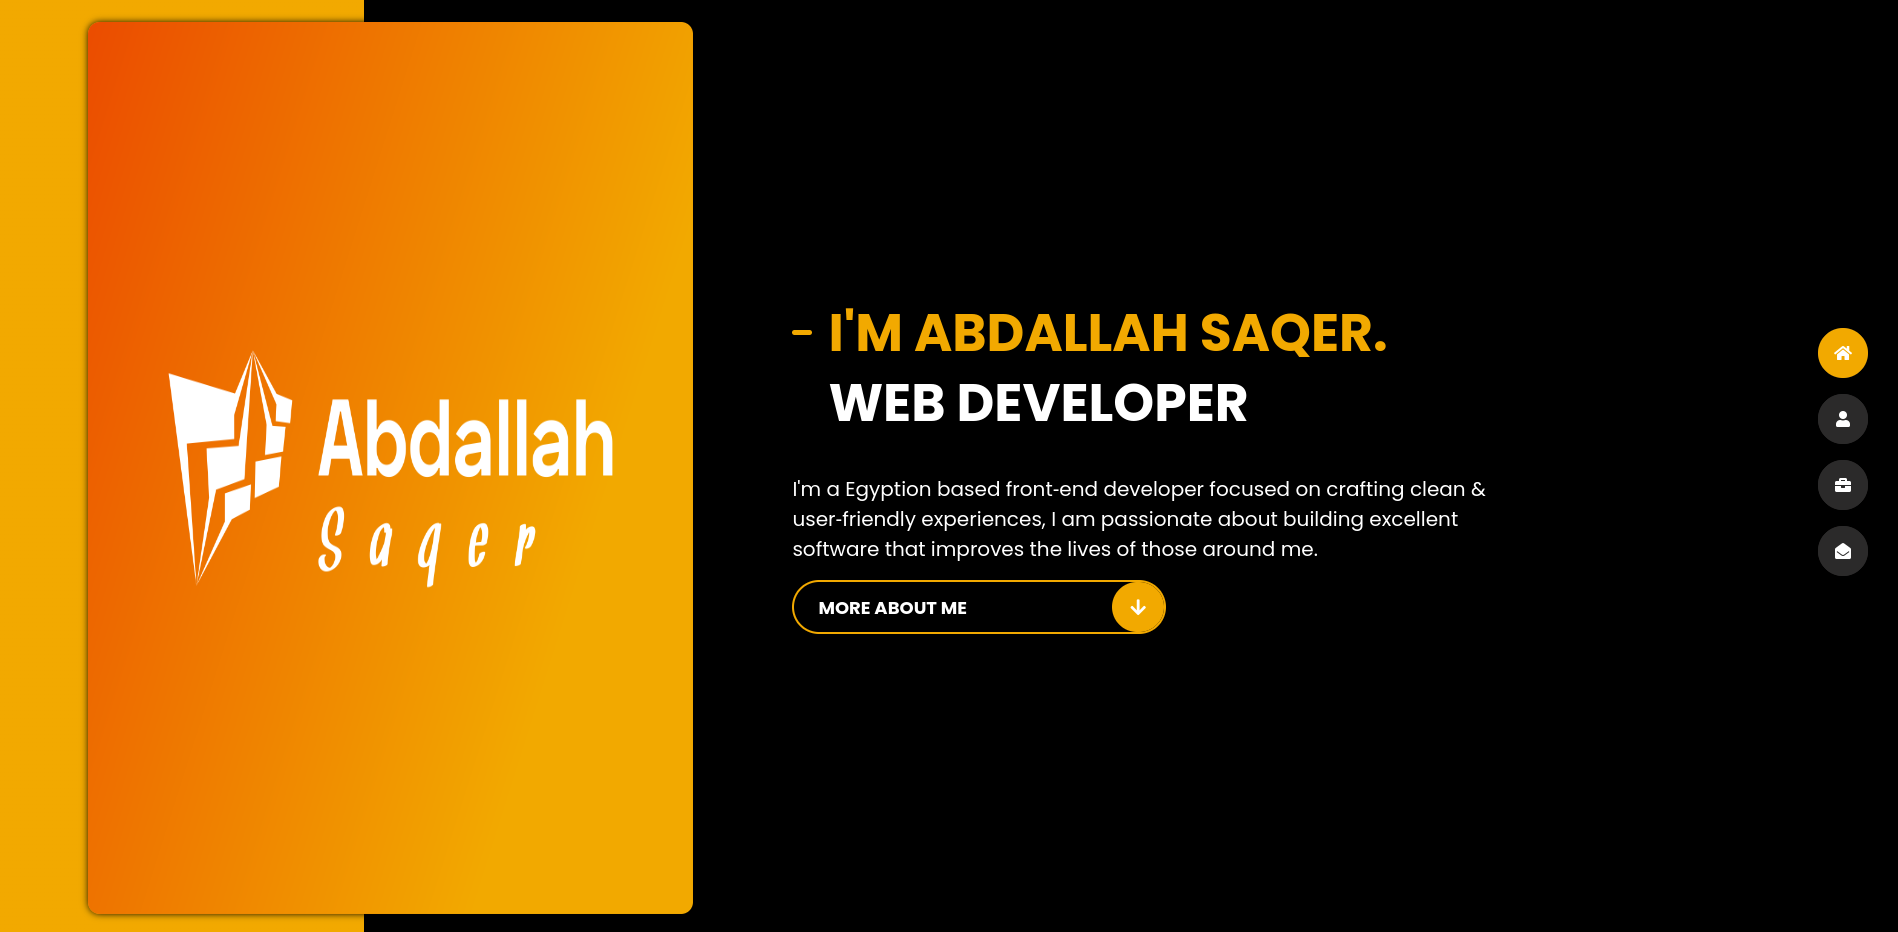 Abdallah
Saqer
- I'M ABDALLAH SAQER.
WEB DEVELOPER
I'm a Egyption based front-end developer focused on crafting clean &
user-friendly experiences, I am passionate about building excellent
software that improves the lives of those around me.
MORE ABOUT ME